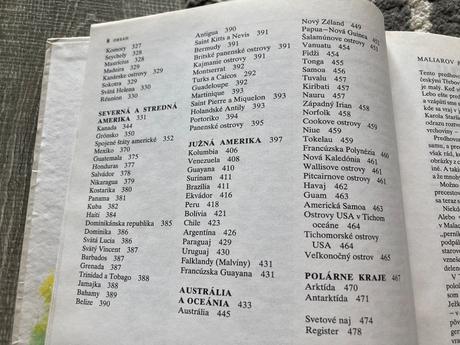 8 OBSAH
Komory 327
Seychely 327
Maurícius 328
Madeira 329
Kanárske ostrovy 329
Sokotra 329
Svätá Helena 330
Réunion 330
SEVERNÁ A STREDNÁ
AMERIKA 331
Kanada 344
Grónsko 350
Spojené štáty americké 352
Mexiko 370
Guatemala 375
Honduras 377
Salvádor 378
Nikaragua 379
Kostarika 380
Panama 381
Kuba 382
Haiti 384
Dominikánska republika 385
Dominika 386
Svätá Lucia 386
Svätý Vincent 387
Barbados 387
Grenada 387
Trinidad a Tobago 388
Jamajka 388
Bahamy 389
Belize 390
Antigua 390
Saint Kitts a Nevis 391
Bermudy 391
Britské panenské ostrovy 391
Kajmanie ostrovy 391
Montserrat 392
Turks a Caicos 392
Guadeloupe 392
Martinique 393
Saint Pierre a Miquelon 393
Holandské Antily 393
Portoriko 394
Panenské ostrovy 395
JUŽNÁ AMERIKA 397
Kolumbia 406
Venezuela 408
Guayana 410
Surinam 411
Brazília 411
Ekvádor 416
Peru 418
Bolívia 421
Chile 423
Argentína 426
Paraguaj 429
Uruguaj 430
Falklandy (Malvíny) 431
Francúzska Guayana 431
AUSTRÁLIA
A OCEÁNIA 433
Austrália 445
Nový Zéland 449
Papua-Nová Guinea
Šalamúnove ostrovy
Vanuatu 454
Fidži 454
Tonga 455
Samoa 456
Tuvalu 457
Kiribati 457
Nauru 457
Západný Irian 458
Norfolk 458
Cookove ostrovy 459
Niue 459
Tokelau 459
Francúzska Polynézia
Nová Kaledónia 461
Wallisove ostrovy 461
Pitcairnove ostrovy 461
Havaj 462
Guam 463
Americká Samoa 463
Ostrovy USA v Tichom
oceáne 464
Tichomorské ostrovy
USA 464
Veľkonočný ostrov 465
POLÁRNE KRAJE 467
Arktída 470
Antarktída 471
Svetové naj 474
Register 478
MALIAROV